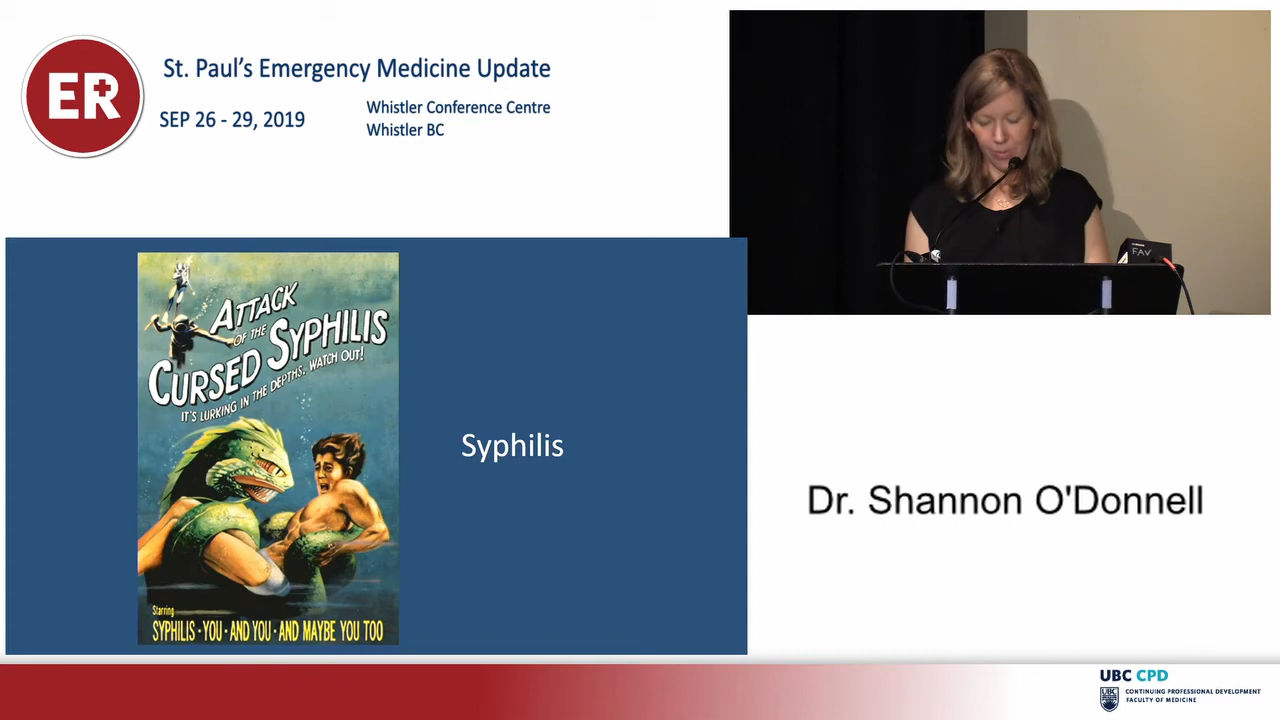 ER
St. Paul's Emergency Medicine Update
SEP 26 - 29, 2019
Whistler Conference Centre
Whistler BC
FAV
ATTACK
OF THE
CURSED SYPHILIS
IT'S LURKING IN THE DEPTHS. WATCH OUT!
Syphilis
Starring
SYPHILIS · YOU · AND YOU · AND MAYBE YOU TOO
Dr. Shannon O'Donnell
UBC CPD
UBC
CONTINUING PROFESSIONAL DEVELOPMENT
FACULTY OF MEDICINE